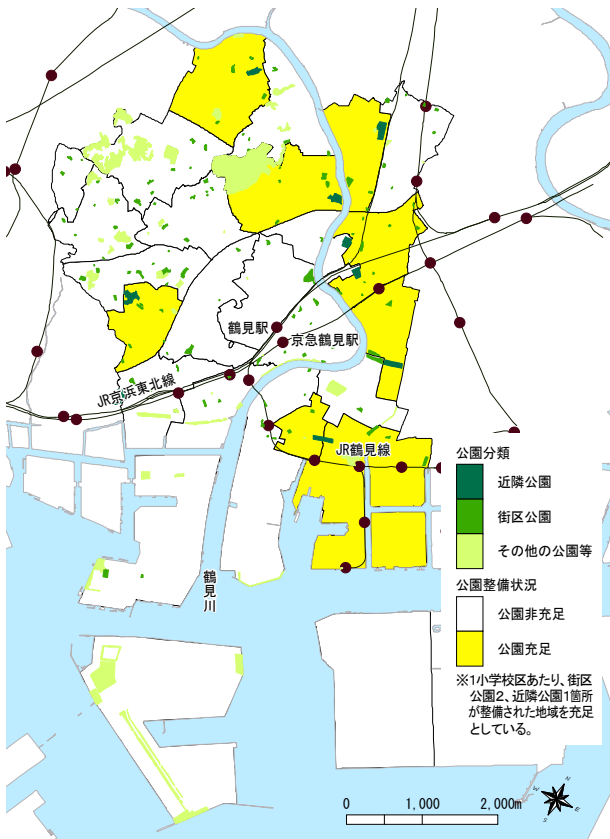 鶴見駅
京急鶴見駅
JR京浜東北線
JR鶴見線
鶴見川
公園分類
近隣公園
街区公園
その他の公園等
公園整備状況
公園非充足
公園充足
※1小学校区あたり、街区
公園2、近隣公園1箇所
が整備された地域を充足
としている。
0 1,000 2,000m
N
W
E
S